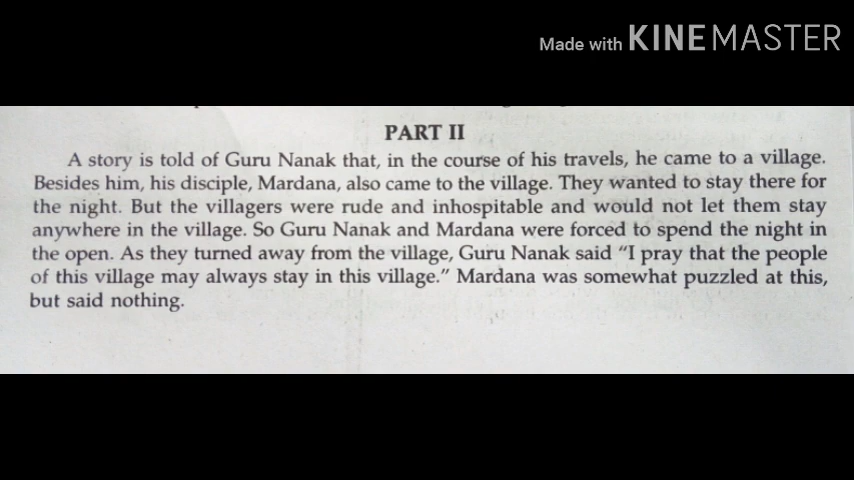 Made with KINEMASTER
PART II
A story is told of Guru Nanak that, in the course of his travels, he came to a village.
Besides him, his disciple, Mardana, also came to the village. They wanted to stay there for
the night. But the villagers were rude and inhospitable and would not let them stay
anywhere in the village. So Guru Nanak and Mardana were forced to spend the night in
the open. As they turned away from the village, Guru Nanak said “I pray that the people
of this village may always stay in this village.” Mardana was somewhat puzzled at this,
but said nothing.